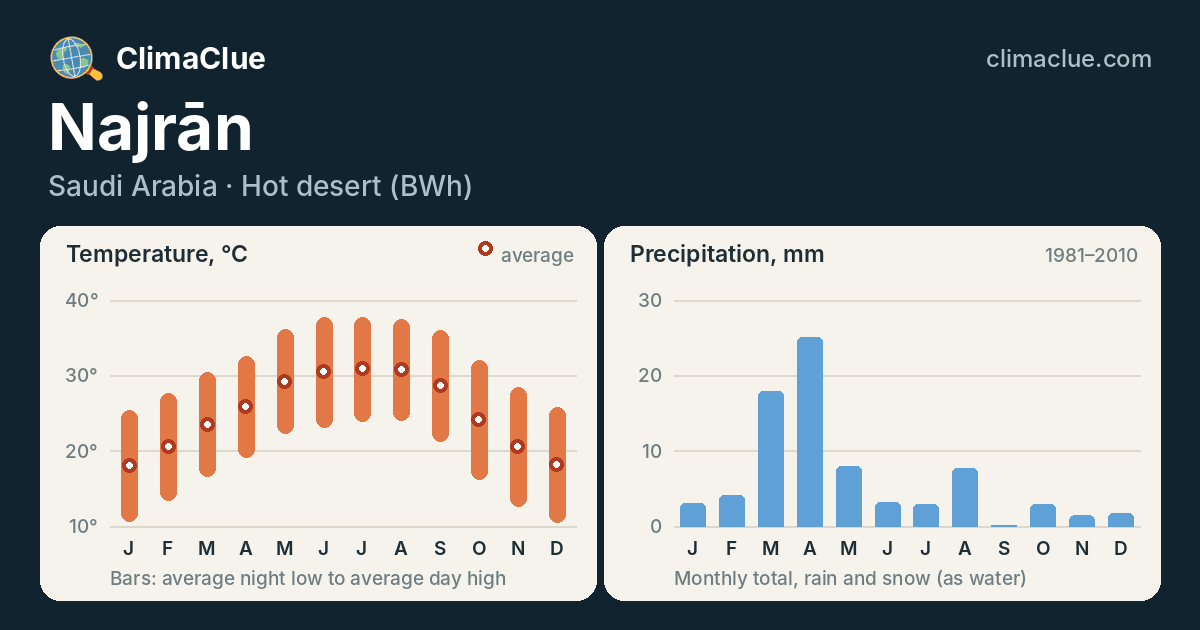 ClimaClue
climaclue.com
Najrān
Saudi Arabia · Hot desert (BWh)
Temperature, °C
average
40°
30°
20°
10°
J F M A M J J A S O N D
Bars: average night low to average day high
Precipitation, mm
1981–2010
30
20
10
0
J F M A M J J A S O N D
Monthly total, rain and snow (as water)